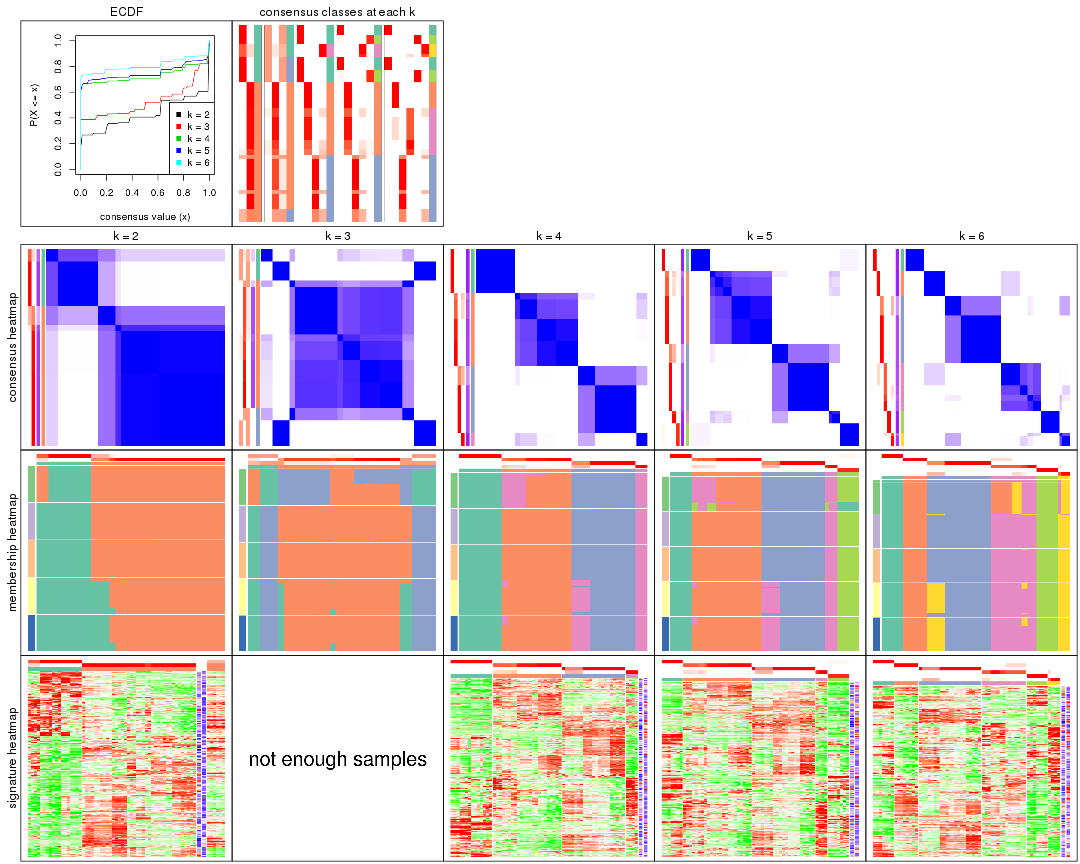 ECDF
consensus classes at each k
P(X <= x)
0.0 0.2 0.4 0.6 0.8 1.0
k = 2
k = 3
k = 4
k = 5
k = 6
0.0 0.2 0.4 0.6 0.8 1.0
consensus value (x)
k = 2
k = 3
k = 4
k = 5
k = 6
consensus heatmap
membership heatmap
signature heatmap
not enough samples